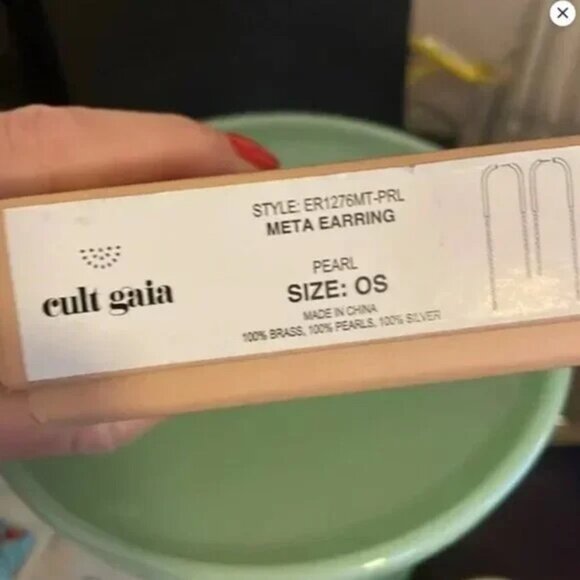 cult gaia
STYLE: ER1276MT-PRL
META EARRING
PEARL
SIZE: OS
MADE IN CHINA
100% BRASS, 100% PEARLS, 100% SILVER